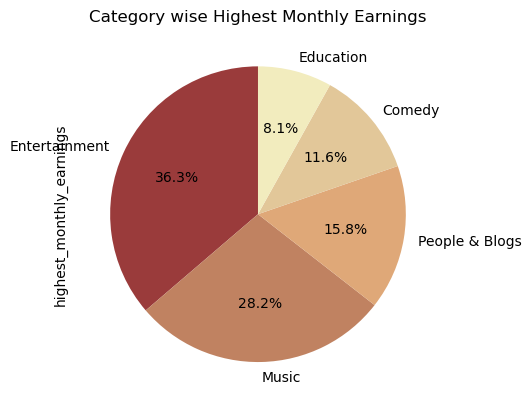 Category wise Highest Monthly Earnings
Education
Comedy
Entertainment
8.1%
11.6%
36.3%
highest_monthly_earnings
15.8%
People & Blogs
28.2%
Music